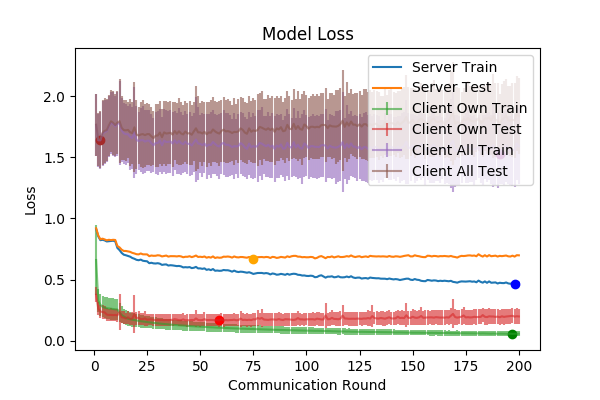 Model Loss
Loss
2.0
1.5
1.0
0.5
0.0
Server Train
Server Test
Client Own Train
Client Own Test
Client All Train
Client All Test
0
25
50
75
100
125
150
175
200
Communication Round